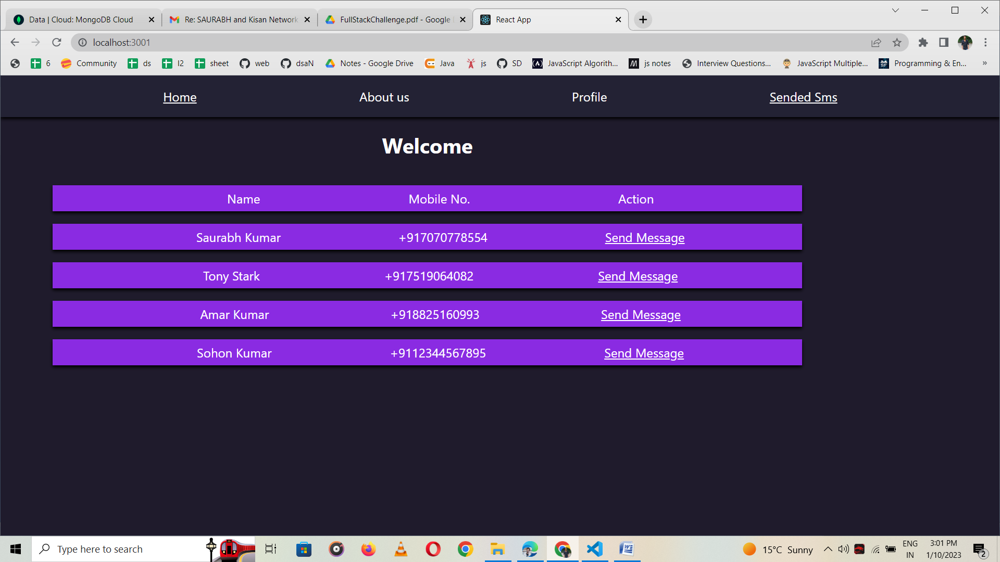 Data | Cloud: MongoDB Cloud
Re: SAURABH and Kisan Network
FullStackChallenge.pdf - Google
React App
localhost:3001
6 Community ds l2 sheet web dsaN Notes - Google Drive Java js SD JavaScript Algorith... js notes Interview Questions... JavaScript Multiple... Programming & En... »
Home About us Profile Sended Sms
Welcome
Name Mobile No. Action
Saurabh Kumar +917070778554 Send Message
Tony Stark +917519064082 Send Message
Amar Kumar +918825160993 Send Message
Sohon Kumar +9112344567895 Send Message
Type here to search
15°C Sunny
ENG
IN
3:01 PM
1/10/2023
2